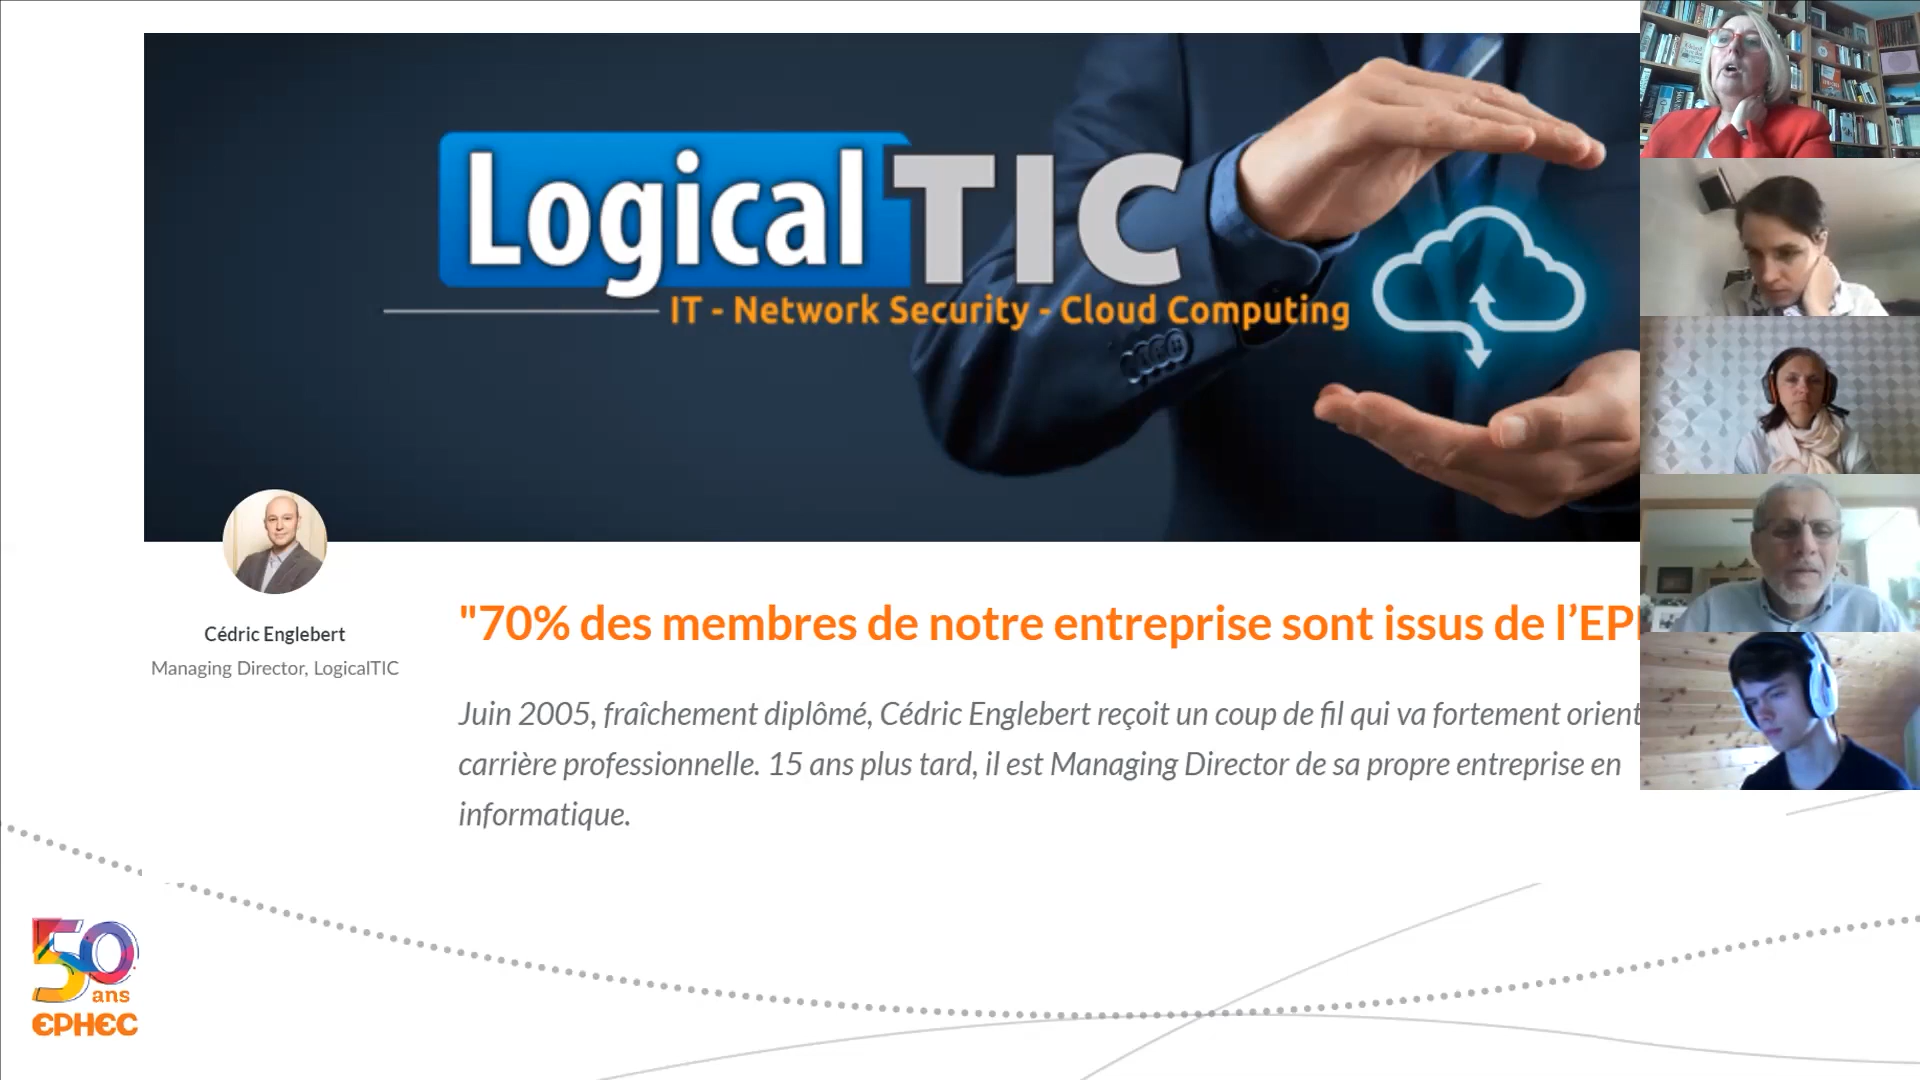 Logical TIC
IT - Network Security - Cloud Computing
Cédric Englebert
Managing Director, LogicalTIC
"70% des membres de notre entreprise sont issus de l’EP
Juin 2005, fraîchement diplômé, Cédric Englebert reçoit un coup de fil qui va fortement orient
carrière professionnelle. 15 ans plus tard, il est Managing Director de sa propre entreprise en
informatique.
50
ans
EPHEC